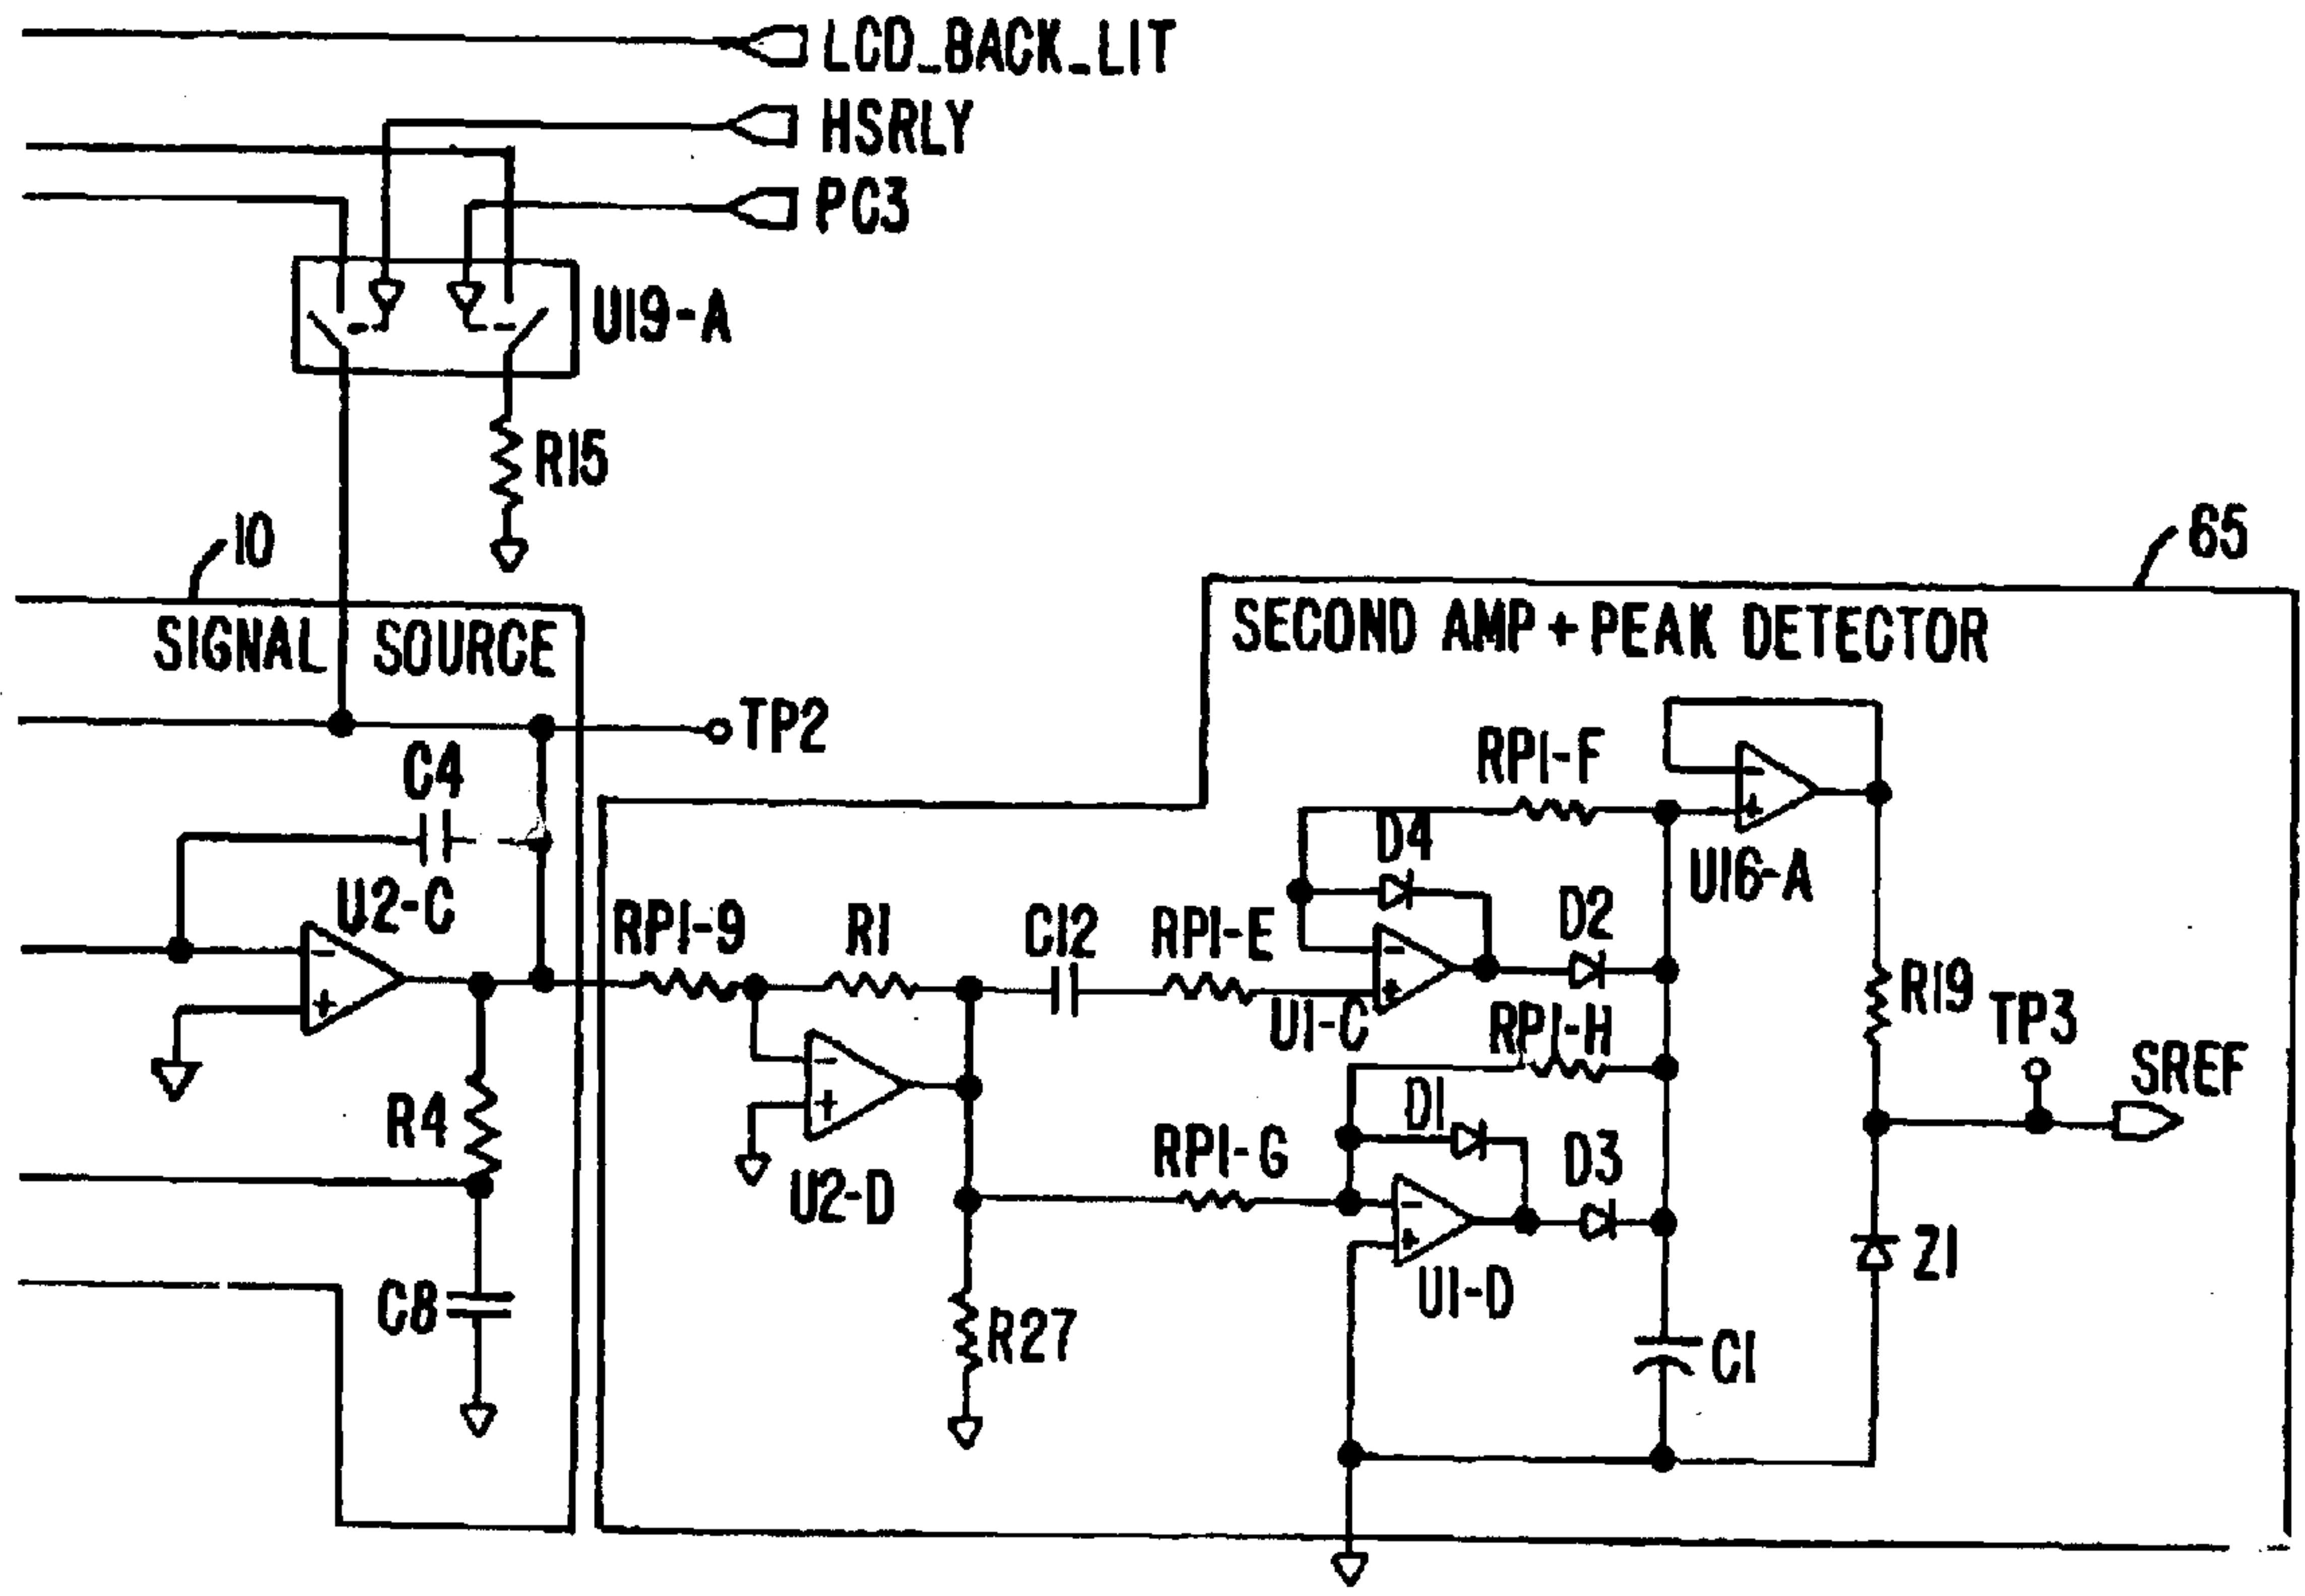 LCD_BACK_LIT
HSRLY
PC3
U19-A
R15
10
65
SIGNAL SOURCE
SECOND AMP + PEAK DETECTOR
TP2
C4
RP1-F
D4
U16-A
U2-C
RP1-9
R1
C12
RP1-E
D2
-
+
U1-C
RP1-H
R19
TP3
SREF
R4
D1
U2-D
RP1-G
D3
U1-D
Z1
C8
R27
C1